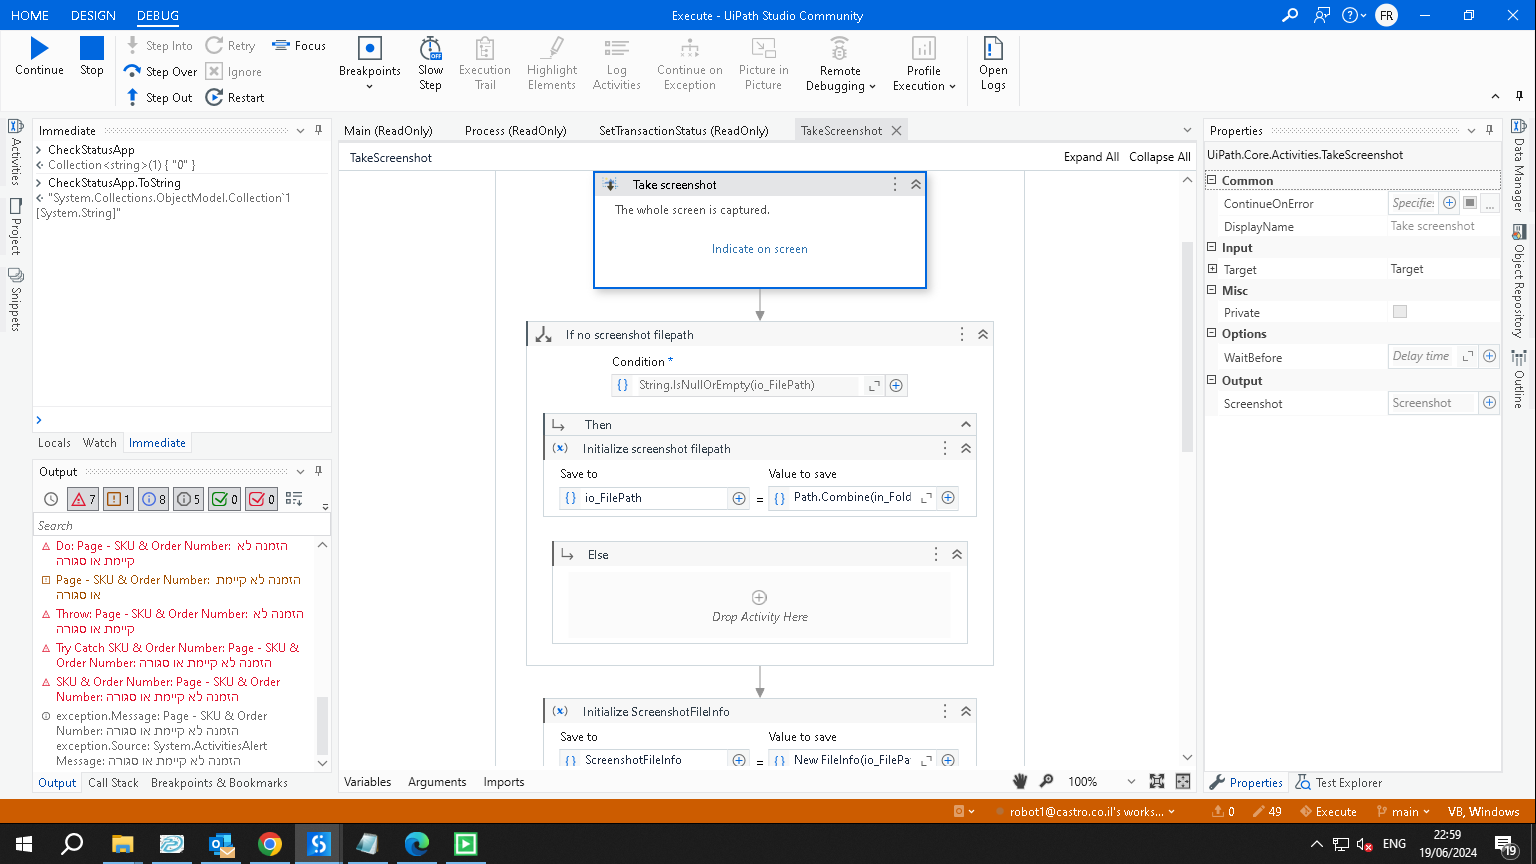 HOME DESIGN DEBUG
Execute - UiPath Studio Community
FR
Continue
Stop
Step Into
Retry
Focus
Step Over
Ignore
Step Out
Restart
Breakpoints
Slow
Step
Execution
Trail
Highlight
Elements
Log
Activities
Continue on
Exception
Picture in
Picture
Remote
Debugging
Profile
Execution
Open
Logs
Activities
Project
Snippets
Immediate
CheckStatusApp
Collection<string>(1) { "0" }
CheckStatusApp.ToString
"System.Collections.ObjectModel.Collection`1
[System.String]"
Locals Watch Immediate
Output
7 1 8 5 0 0
Search
Do: Page - SKU & Order Number: הזמנה לא
קיימת או סגורה
Page - SKU & Order Number: הזמנה לא קיימת
או סגורה
Throw: Page - SKU & Order Number: הזמנה לא
קיימת או סגורה
Try Catch SKU & Order Number: Page - SKU &
Order Number: הזמנה לא קיימת או סגורה
SKU & Order Number: Page - SKU & Order
Number: הזמנה לא קיימת או סגורה
exception.Message: Page - SKU & Order
Number: הזמנה לא קיימת או סגורה
exception.Source: System.ActivitiesAlert
Message: הזמנה לא קיימת או סגורה
Output Call Stack Breakpoints & Bookmarks
Main (ReadOnly) Process (ReadOnly) SetTransactionStatus (ReadOnly) TakeScreenshot
TakeScreenshot
Expand All Collapse All
Take screenshot
The whole screen is captured.
Indicate on screen
If no screenshot filepath
Condition *
String.IsNullOrEmpty(io_FilePath)
Then
Initialize screenshot filepath
Save to Value to save
io_FilePath = Path.Combine(in_Fold
Else
Drop Activity Here
Initialize ScreenshotFileInfo
Save to Value to save
ScreenshotFileInfo = New FileInfo(io_FilePa
Variables Arguments Imports
100%
Properties
UiPath.Core.Activities.TakeScreenshot
Common
ContinueOnError Specifies ...
DisplayName Take screenshot
Input
Target Target
Misc
Private
Options
WaitBefore Delay time
Output
Screenshot Screenshot
Properties Test Explorer
Data Manager
Object Repository
Outline
robot1@castro.co.il's works...
0
49
Execute
main
VB, Windows
ENG
22:59
19/06/2024
19